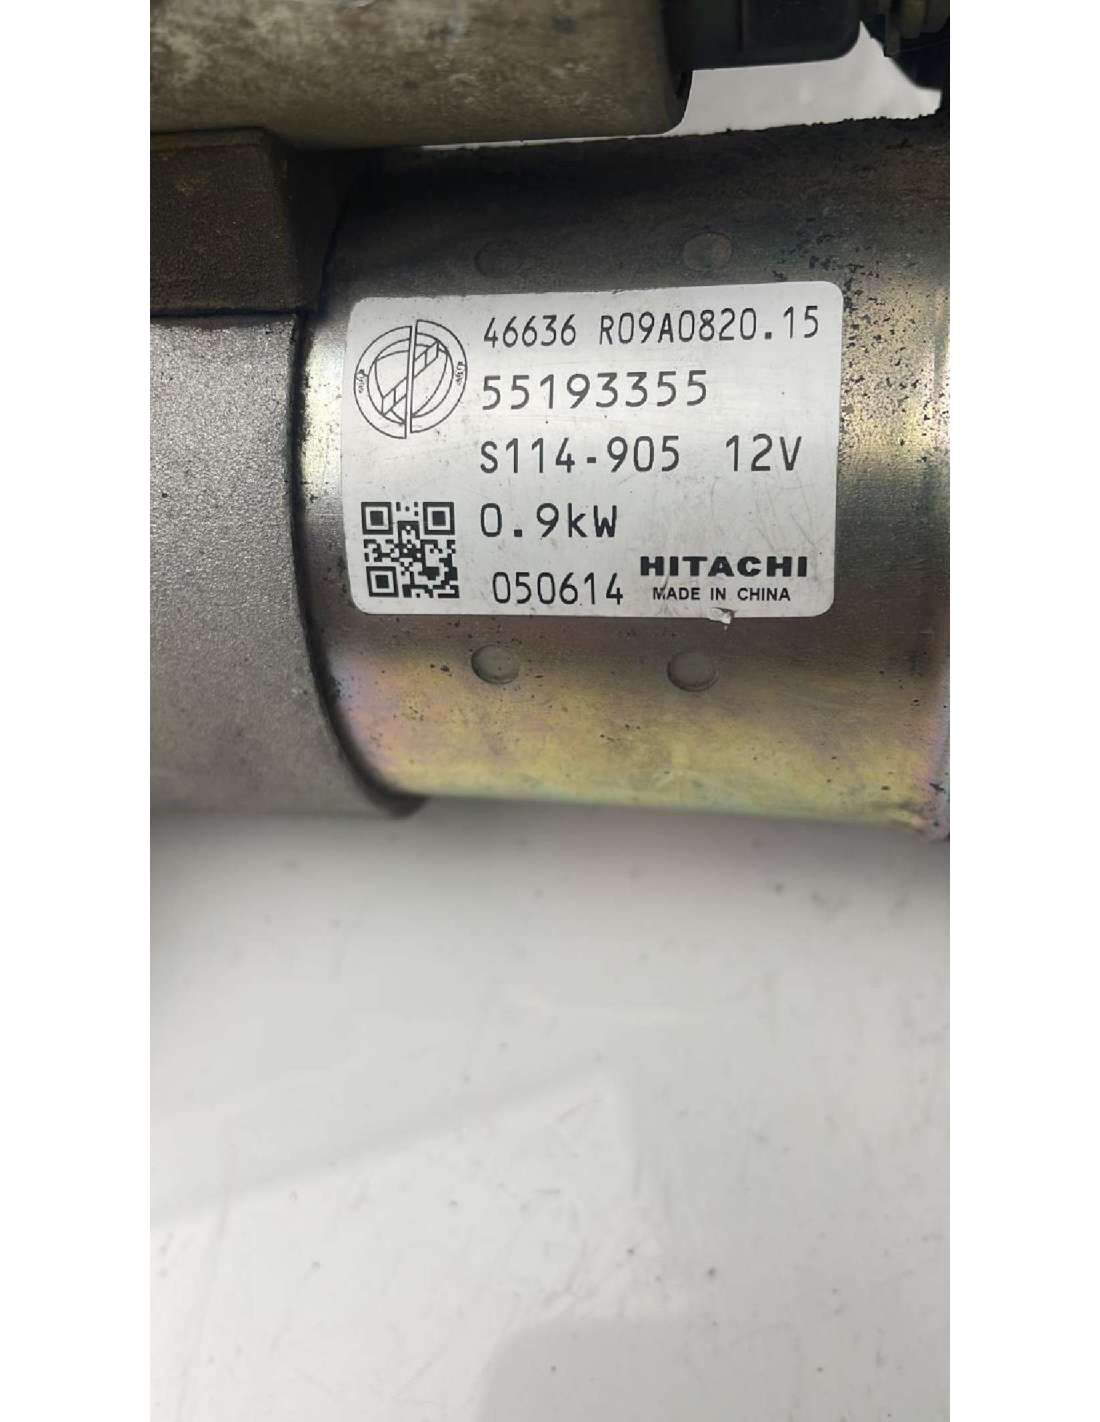 46636 R09A0820.15
55193355
S114-905 12V
0.9kW
050614 HITACHI
MADE IN CHINA